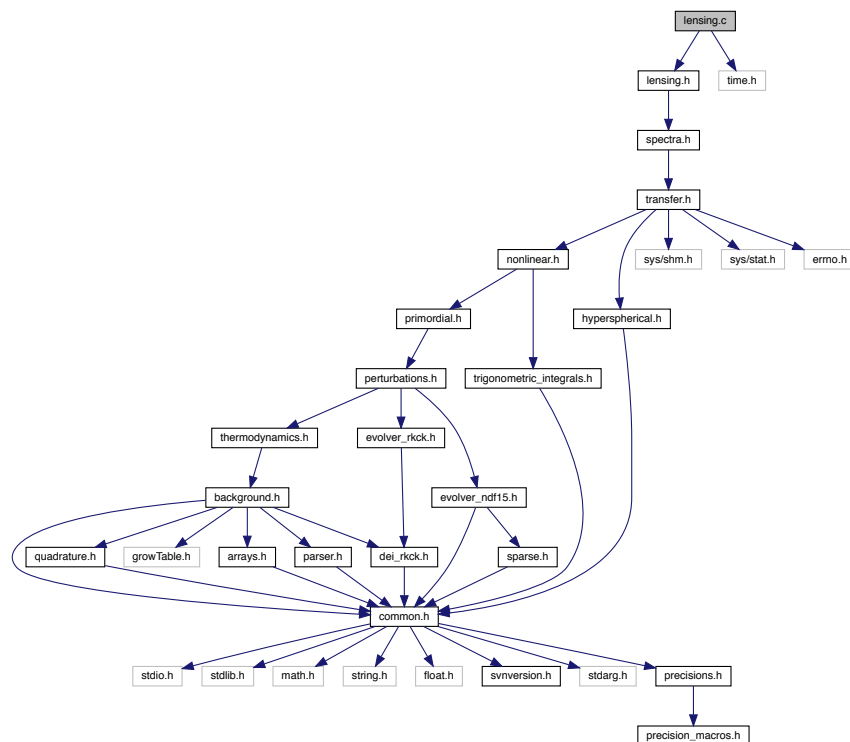 lensing.c
lensing.h
time.h
spectra.h
transfer.h
nonlinear.h
sys/shm.h
sys/stat.h
errno.h
primordial.h
hyperspherical.h
perturbations.h
trigonometric_integrals.h
thermodynamics.h
evolver_rkck.h
background.h
evolver_ndf15.h
quadrature.h
growTable.h
arrays.h
parser.h
dei_rkck.h
sparse.h
common.h
stdio.h
stdlib.h
math.h
string.h
float.h
svnversion.h
stdarg.h
precisions.h
precision_macros.h